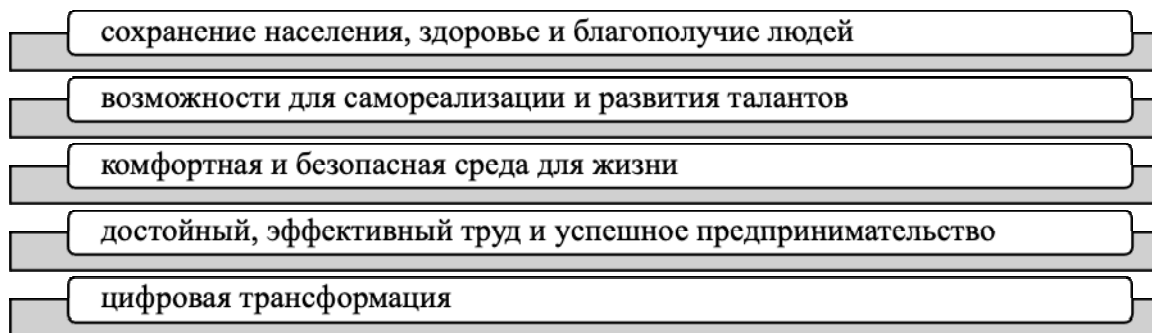 сохранение населения, здоровье и благополучие людей
возможности для самореализации и развития талантов
комфортная и безопасная среда для жизни
достойный, эффективный труд и успешное предпринимательство
цифровая трансформация